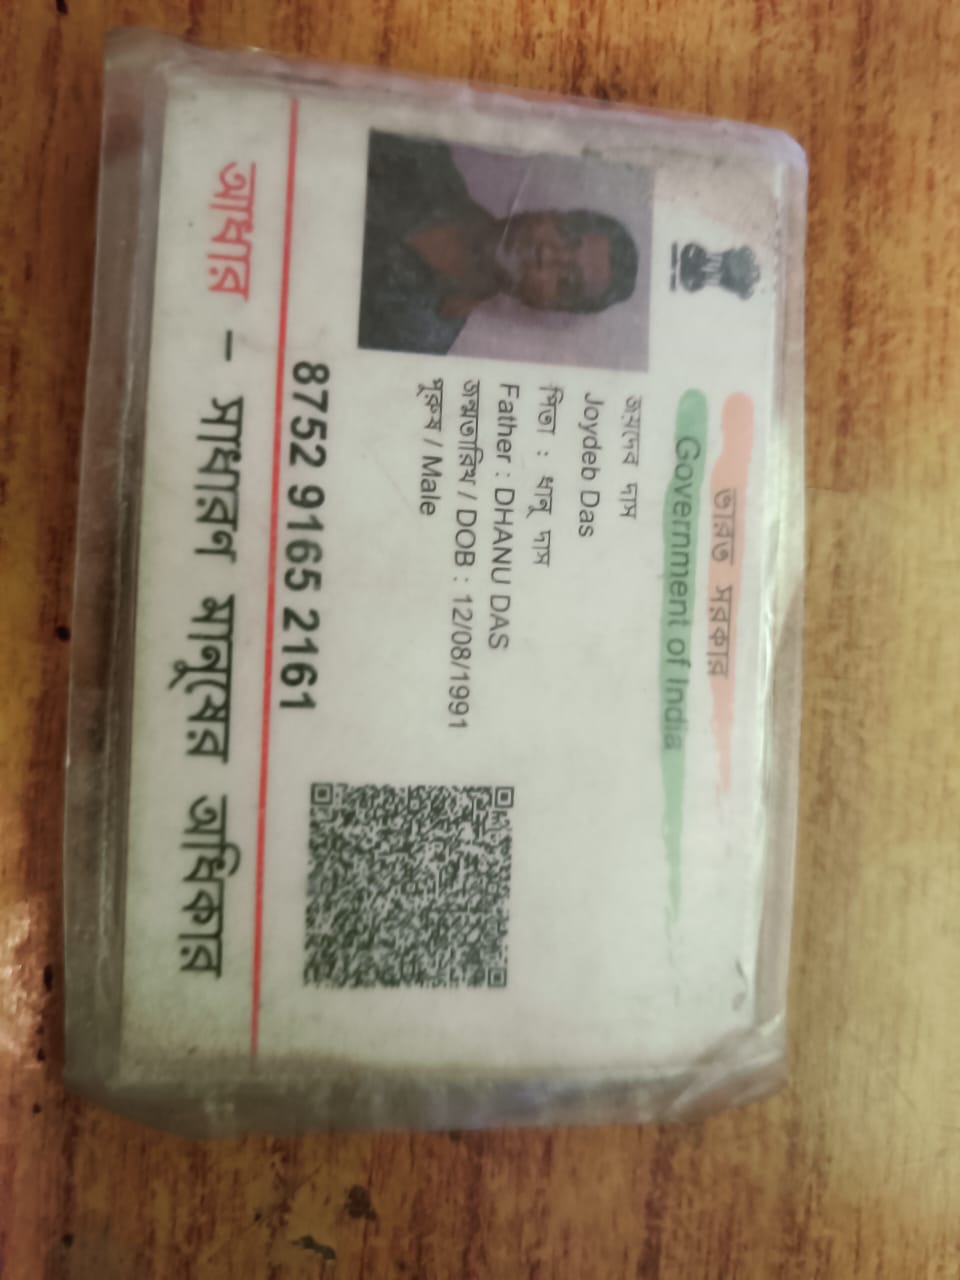 ভারত সরকার
Government of India
জয়দেব দাস
Joydeb Das
পিতা : ধানু দাস
Father : DHANU DAS
জন্মতারিখ / DOB : 12/08/1991
পুরুষ / Male
8752 9165 2161
আধার – সাধারণ মানুষের অধিকার